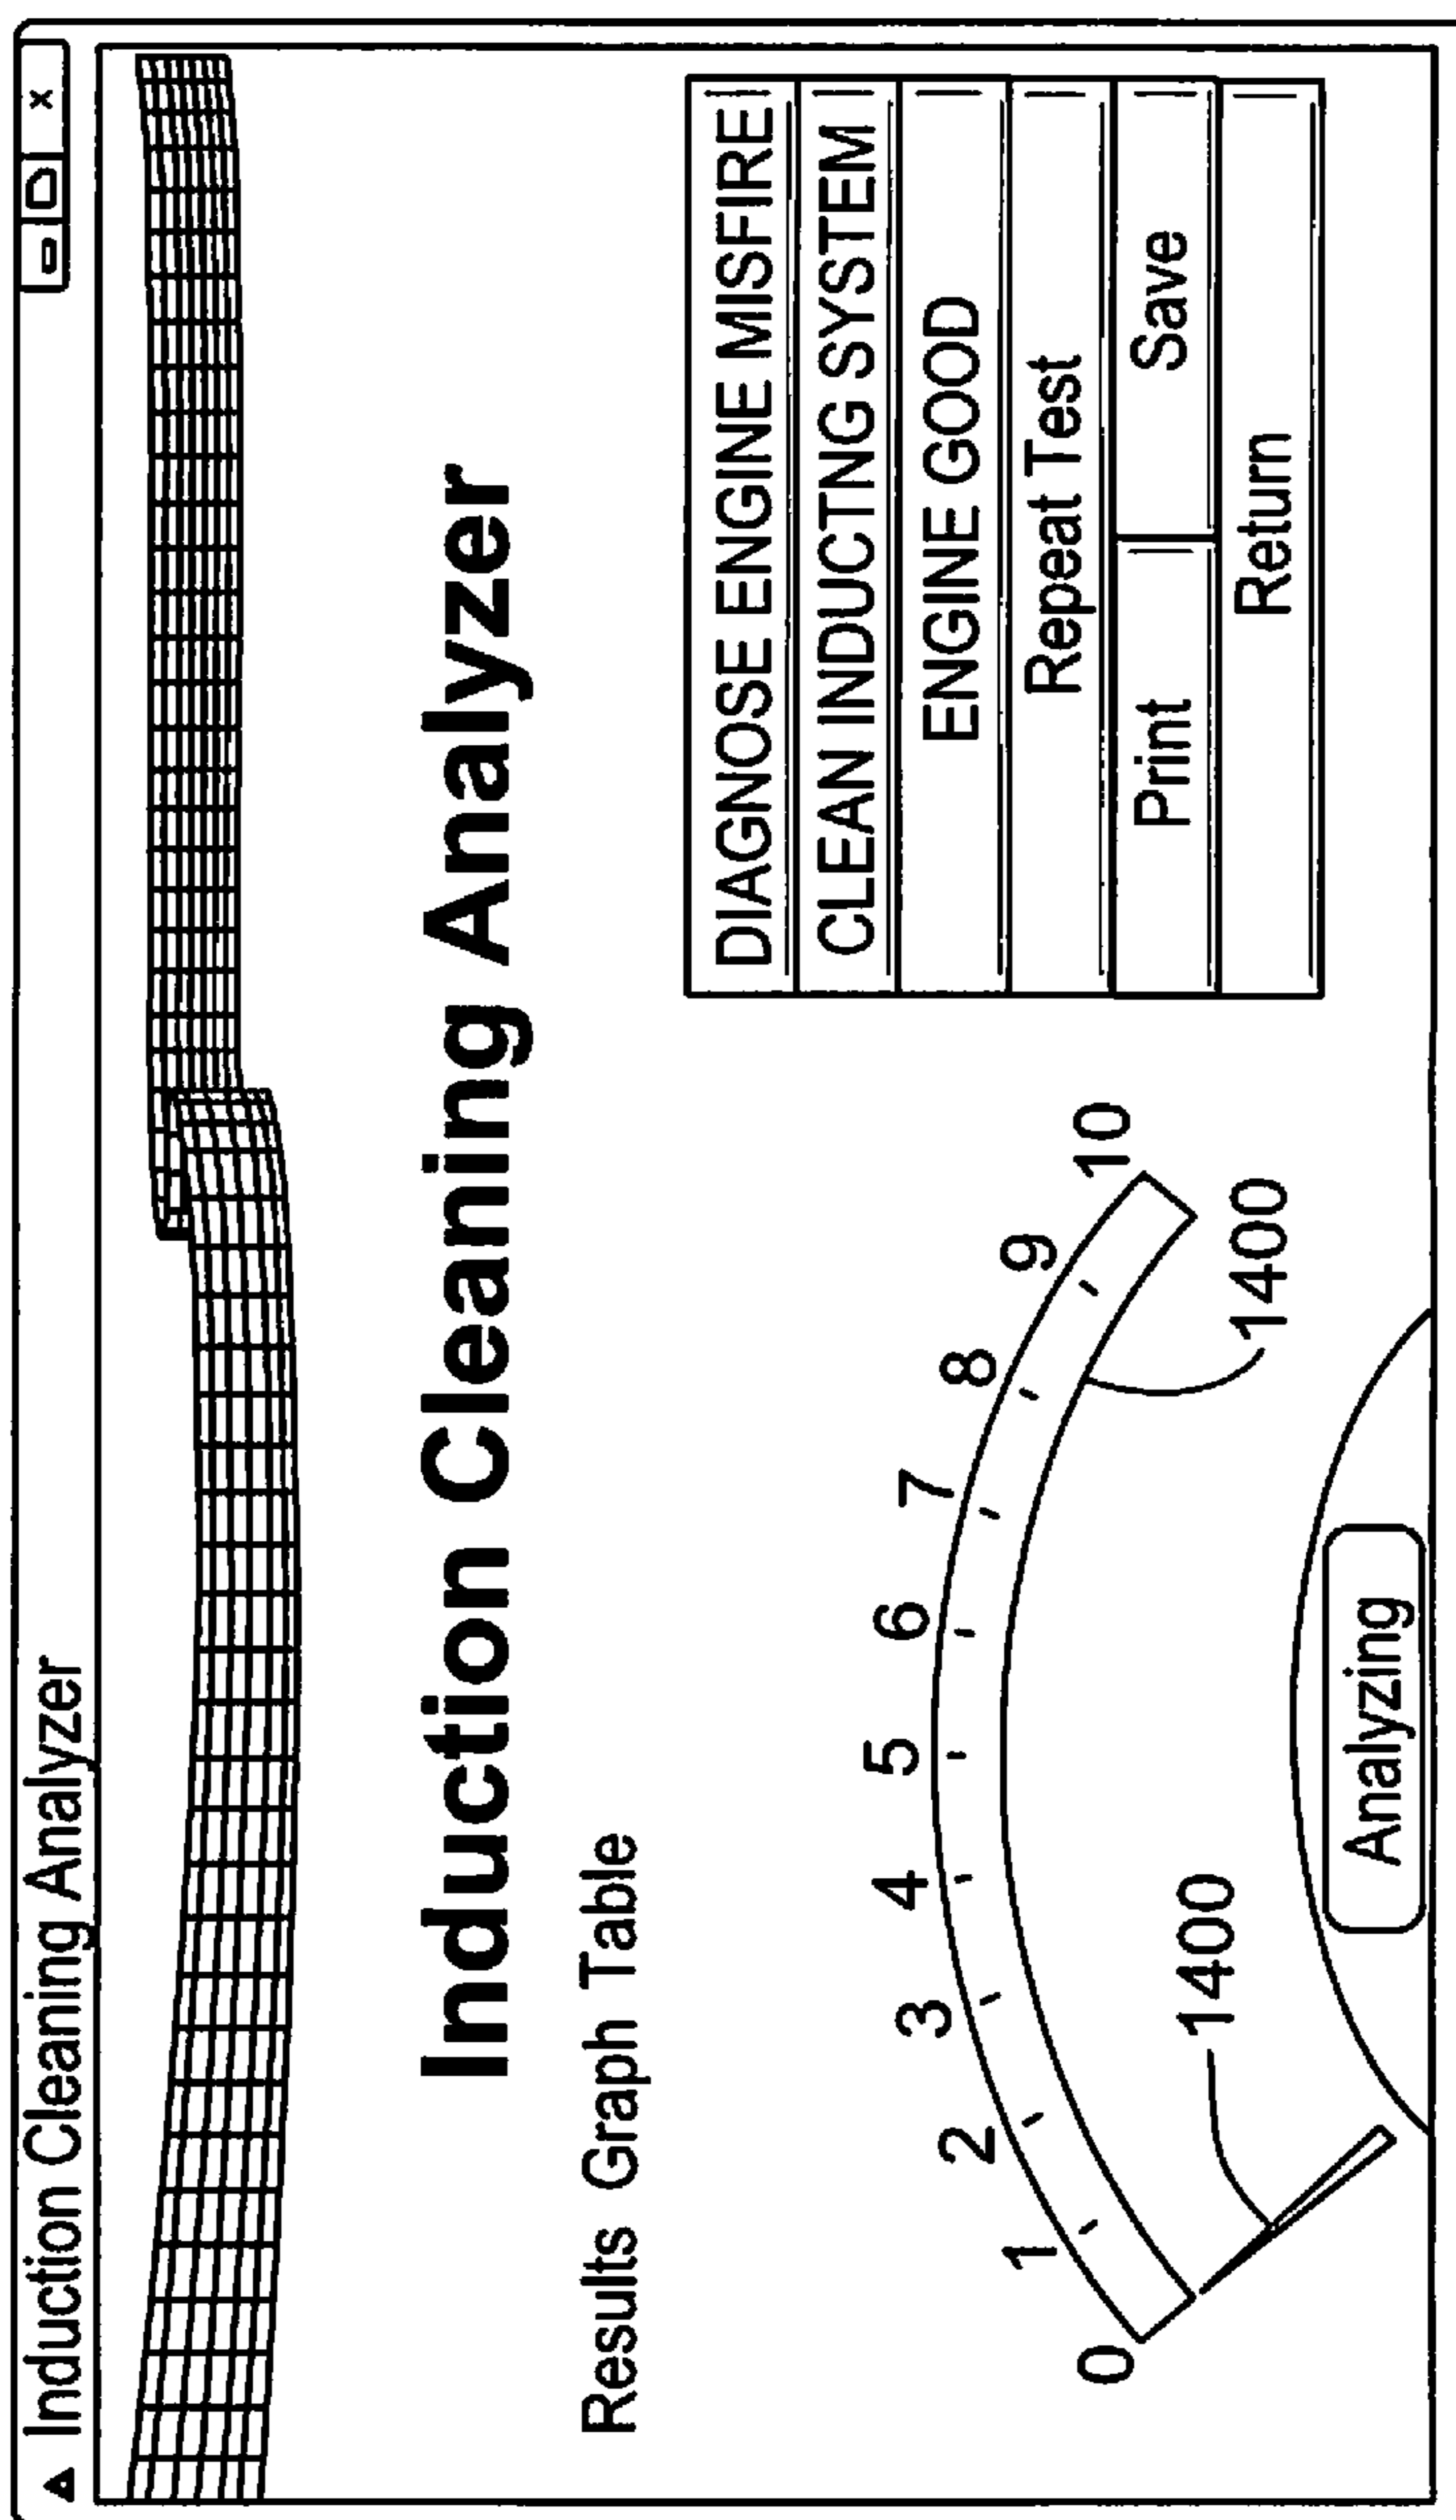 Induction Cleaning Analyzer
x
Induction Cleaning Analyzer
Results Graph Table
0 1 2 3 4 5 6 7 8 9 10
1400
1400
Analyzing
DIAGNOSE ENGINE MISFIRE
CLEAN INDUCTING SYSTEM
ENGINE GOOD
Repeat Test
Print
Save
Return